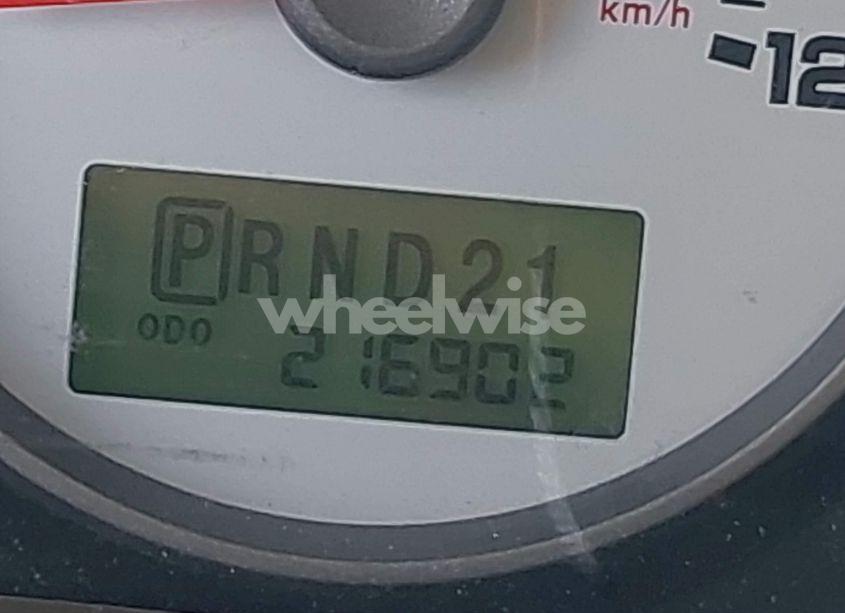 km/h
12
PRND21
wheelwise
ODO
216902